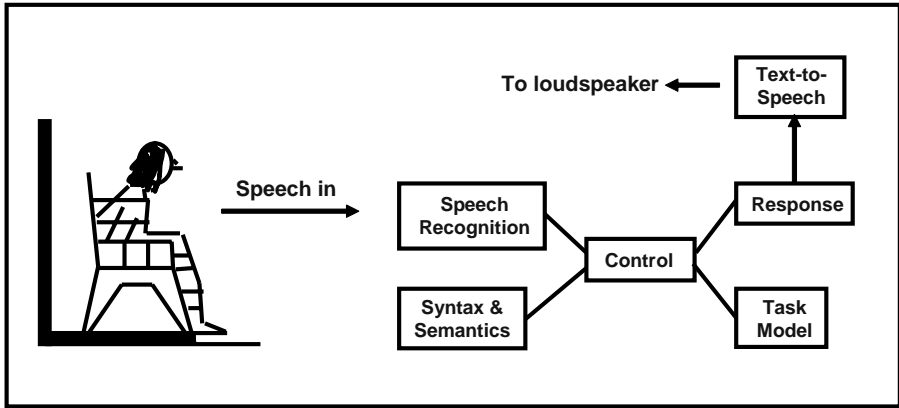 To loudspeaker
Text-to-
Speech
Speech in
Speech
Recognition
Response
Control
Syntax &
Semantics
Task
Model